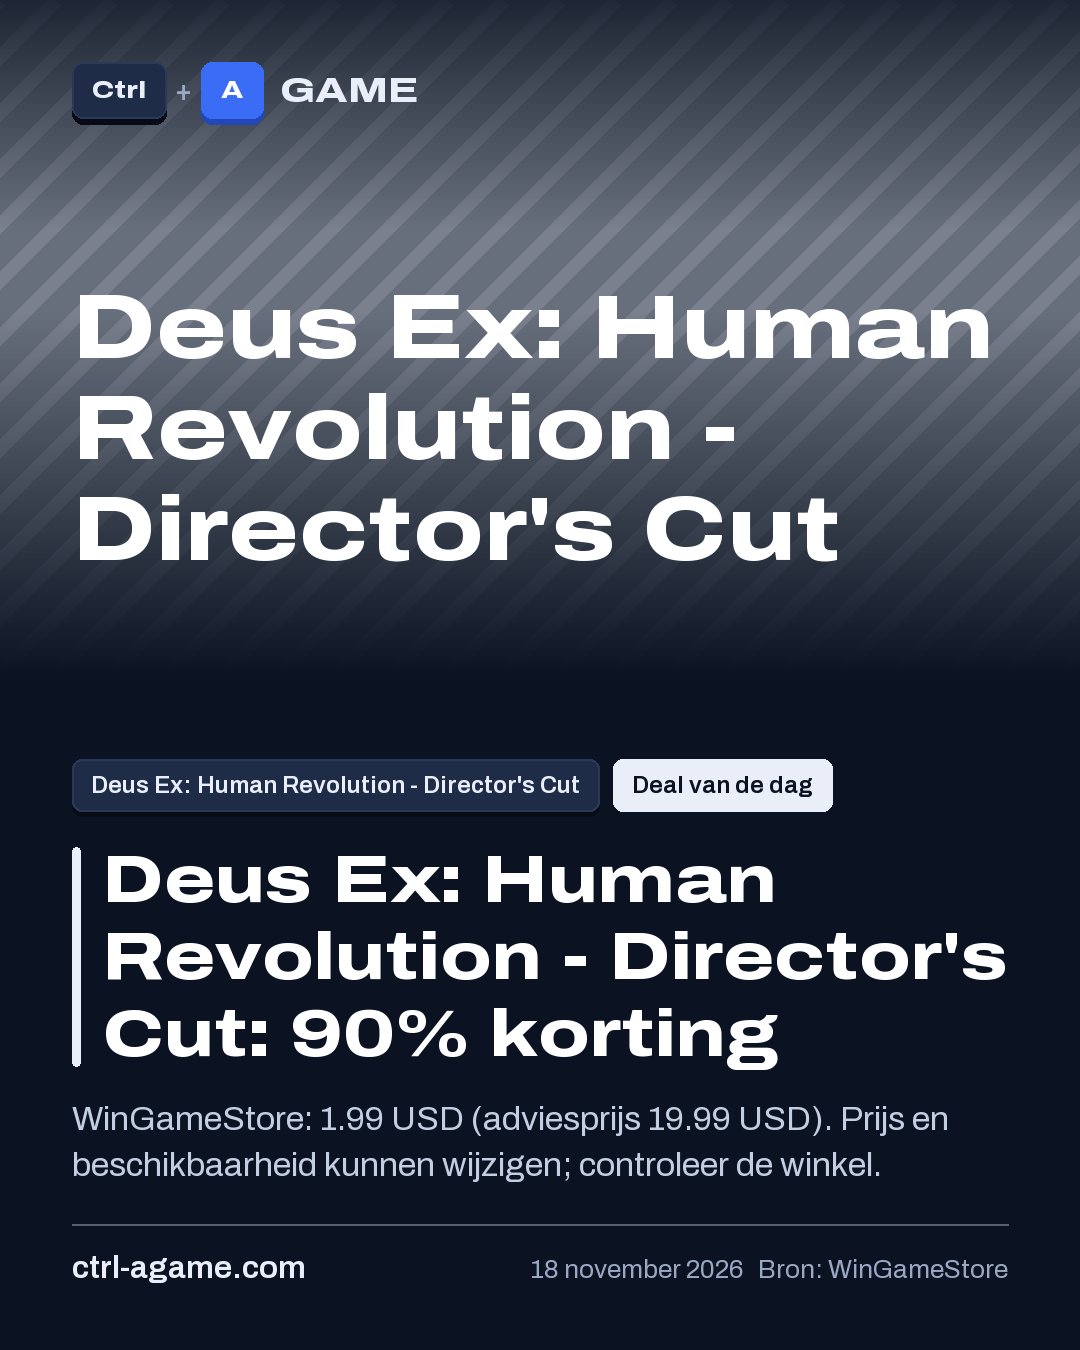 Ctrl + A GAME
Deus Ex: Human
Revolution -
Director's Cut
Deus Ex: Human Revolution - Director's Cut Deal van de dag
Deus Ex: Human
Revolution - Director's
Cut: 90% korting
WinGameStore: 1.99 USD (adviesprijs 19.99 USD). Prijs en
beschikbaarheid kunnen wijzigen; controleer de winkel.
ctrl-agame.com 18 november 2026 Bron: WinGameStore